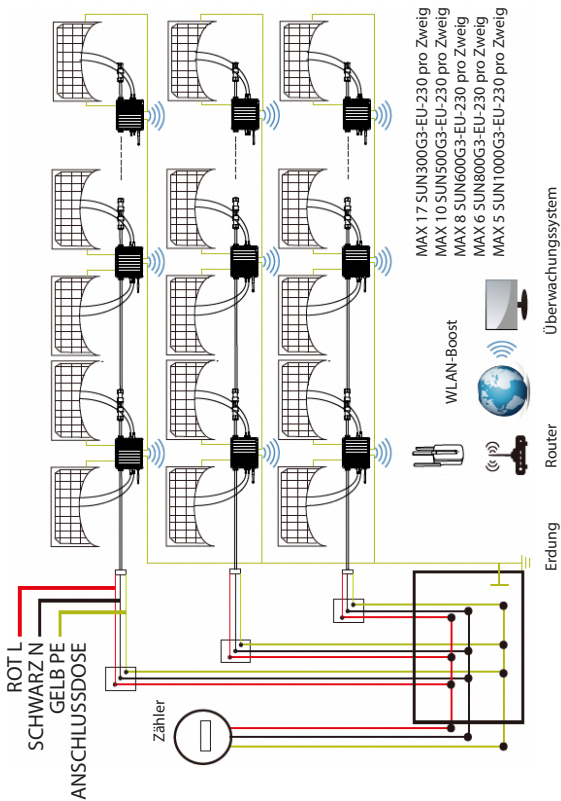 ROT L
SCHWARZ N
GELB PE
ANSCHLUSSDOSE
Zähler
MAX 17 SUN300G3-EU-230 pro Zweig
MAX 10 SUN500G3-EU-230 pro Zweig
MAX 8 SUN600G3-EU-230 pro Zweig
MAX 6 SUN800G3-EU-230 pro Zweig
MAX 5 SUN1000G3-EU-230 pro Zweig
WLAN-Boost
Erdung
Router
Überwachungssystem